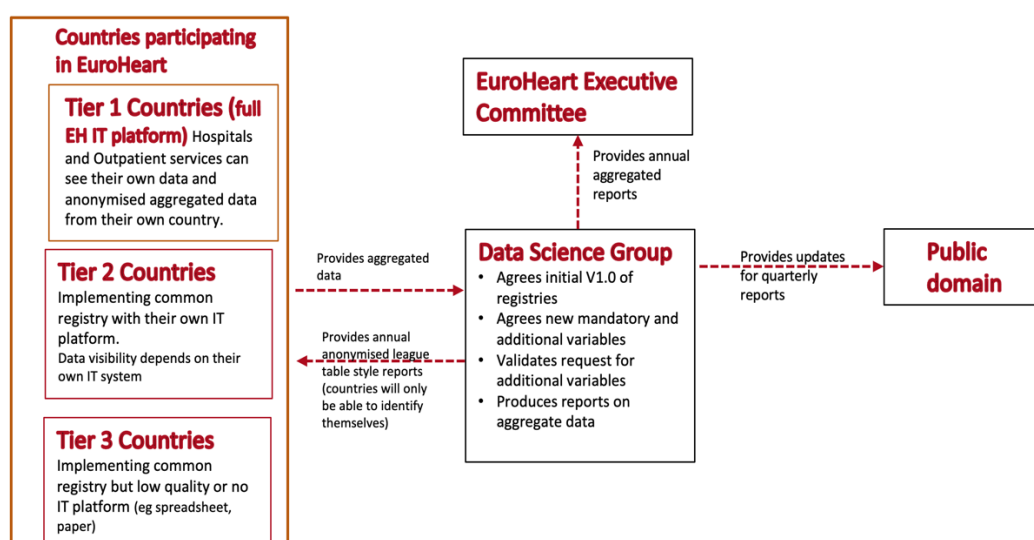 Countries participating
in EuroHeart
Tier 1 Countries (full
EH IT platform) Hospitals
and Outpatient services can
see their own data and
anonymised aggregated data
from their own country.
Tier 2 Countries
Implementing common
registry with their own IT
platform.
Data visibility depends on their
own IT system
Tier 3 Countries
Implementing common
registry but low quality or no
IT platform (eg spreadsheet,
paper)
Provides aggregated
data
Provides annual
anonymised league
table style reports
(countries will only
be able to identify
themselves)
EuroHeart Executive
Committee
Provides annual
aggregated
reports
Data Science Group
• Agrees initial V1.0 of
registries
• Agrees new mandatory and
additional variables
• Validates request for
additional variables
• Produces reports on
aggregate data
Provides updates
for quarterly
reports
Public
domain